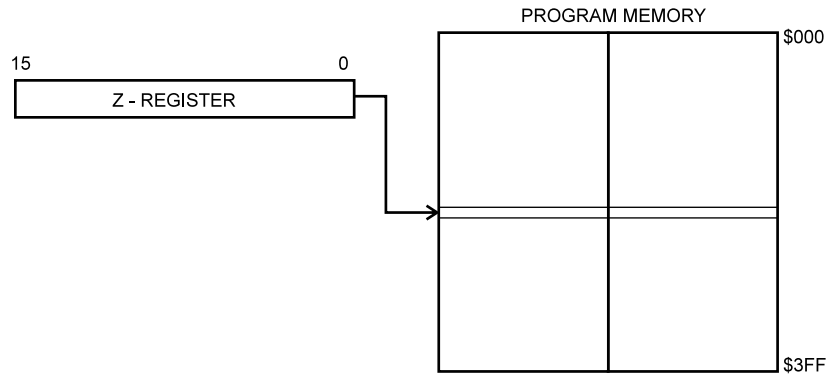 PROGRAM MEMORY
$000
15 0
Z - REGISTER
$3FF